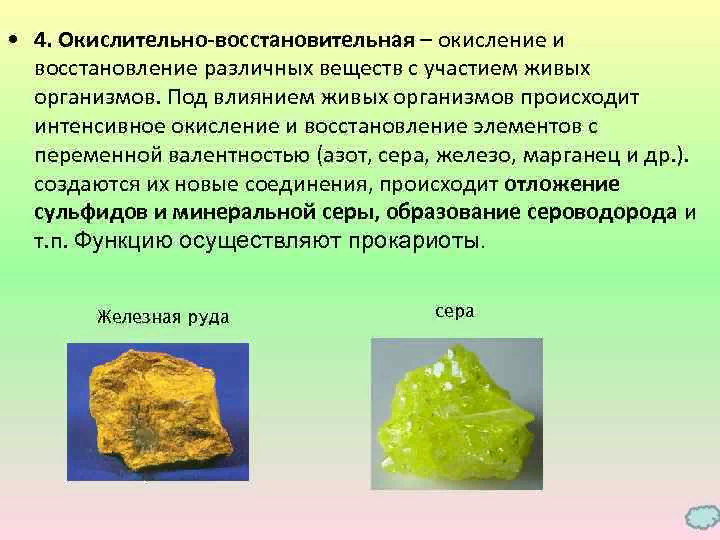 • 4. Окислительно-восстановительная – окисление и
восстановление различных веществ с участием живых
организмов. Под влиянием живых организмов происходит
интенсивное окисление и восстановление элементов с
переменной валентностью (азот, сера, железо, марганец и др. ).
создаются их новые соединения, происходит отложение
сульфидов и минеральной серы, образование сероводорода и
т. п. Функцию осуществляют прокариоты.
Железная руда
сера